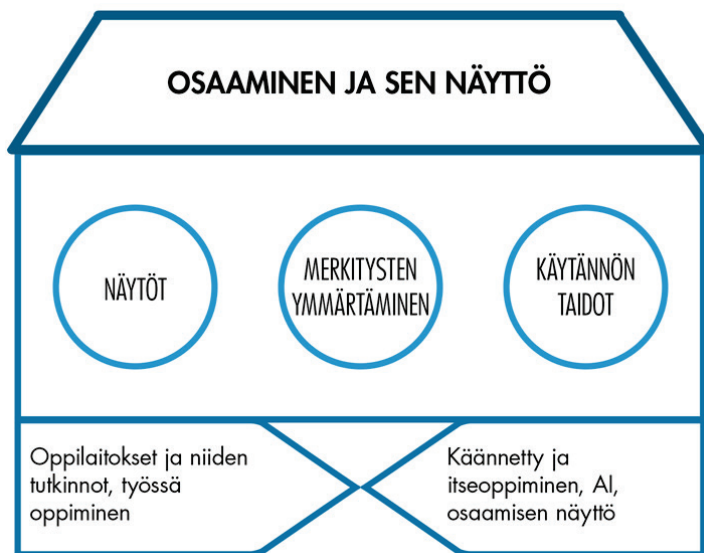 OSAAMINEN JA SEN NÄYTTÖ
NÄYTÖT
MERKITYSTEN
YMMÄRTÄMINEN
KÄYTÄNNÖN
TAIDOT
Oppilaitokset ja niiden
tutkinnot, työssä
oppiminen
Käännetty ja
itseoppiminen, AI,
osaamisen näyttö